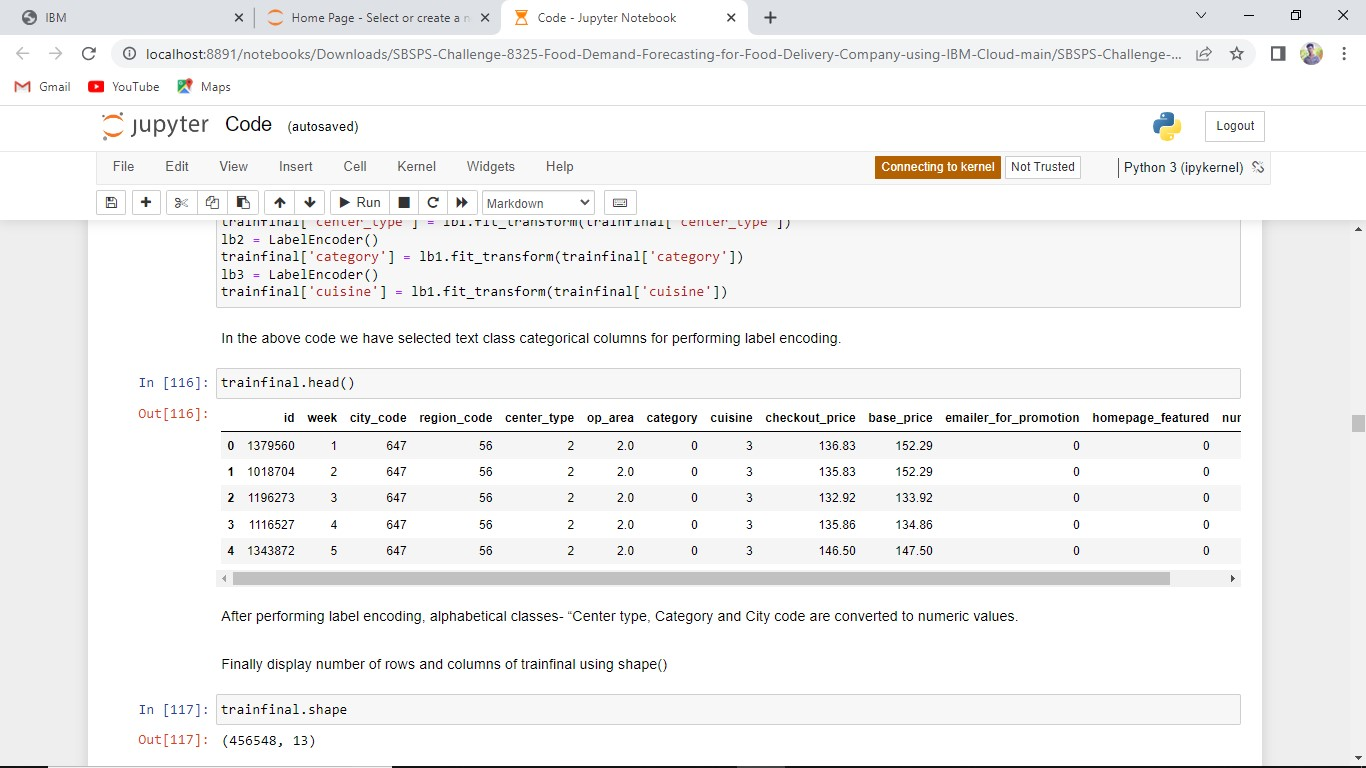 IBM
Home Page - Select or create a n
Code - Jupyter Notebook
localhost:8891/notebooks/Downloads/SBSPS-Challenge-8325-Food-Demand-Forecasting-for-Food-Delivery-Company-using-IBM-Cloud-main/SBSPS-Challenge-...
Gmail YouTube Maps
jupyter Code (autosaved) Logout
File Edit View Insert Cell Kernel Widgets Help Connecting to kernel Not Trusted Python 3 (ipykernel)
Run Markdown
trainfinal['center_type'] = lb1.fit_transform(trainfinal['center_type'])
lb2 = LabelEncoder()
trainfinal['category'] = lb1.fit_transform(trainfinal['category'])
lb3 = LabelEncoder()
trainfinal['cuisine'] = lb1.fit_transform(trainfinal['cuisine'])
In the above code we have selected text class categorical columns for performing label encoding.
In [116]: trainfinal.head()
Out[116]:
id week city_code region_code center_type op_area category cuisine checkout_price base_price emailer_for_promotion homepage_featured nur
0 1379560 1 647 56 2 2.0 0 3 136.83 152.29 0 0
1 1018704 2 647 56 2 2.0 0 3 135.83 152.29 0 0
2 1196273 3 647 56 2 2.0 0 3 132.92 133.92 0 0
3 1116527 4 647 56 2 2.0 0 3 135.86 134.86 0 0
4 1343872 5 647 56 2 2.0 0 3 146.50 147.50 0 0
After performing label encoding, alphabetical classes- “Center type, Category and City code are converted to numeric values.
Finally display number of rows and columns of trainfinal using shape()
In [117]: trainfinal.shape
Out[117]: (456548, 13)